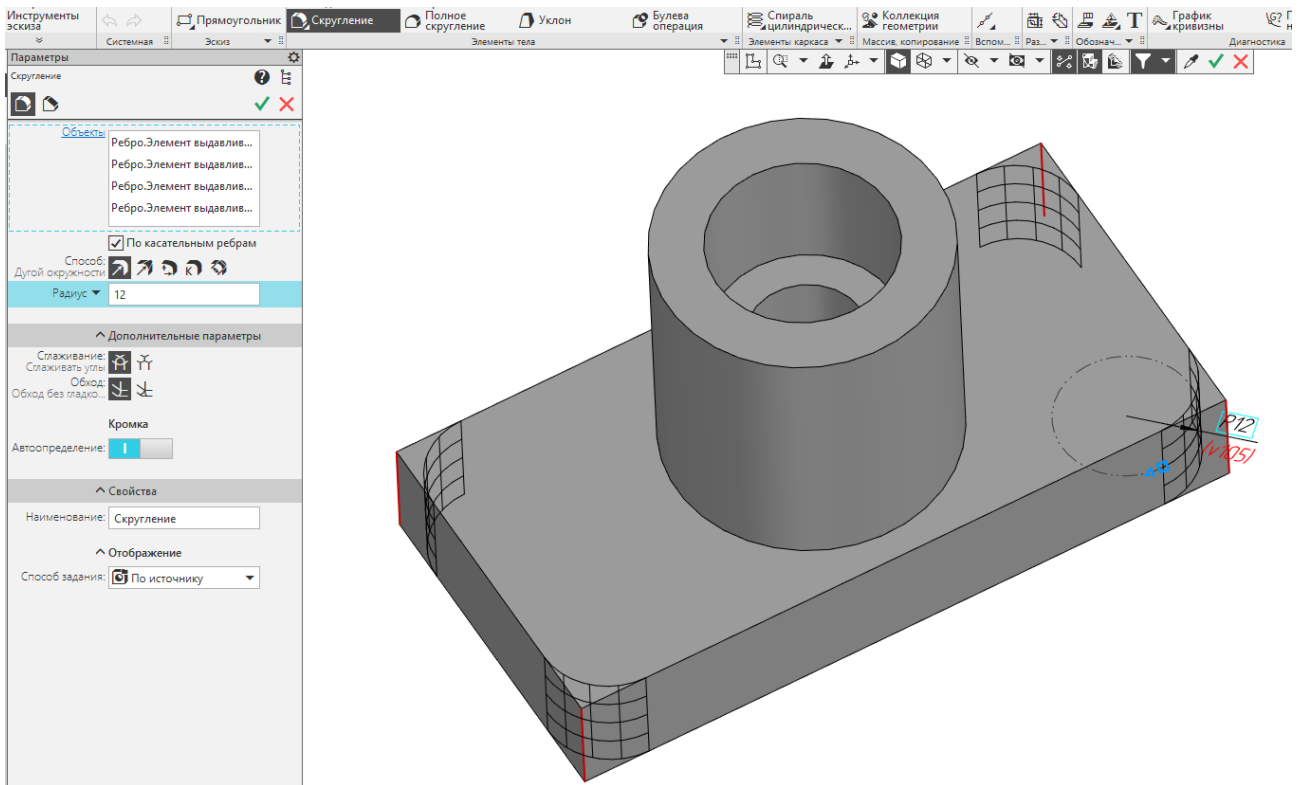 Инструменты
эскиза
Прямоугольник
Скругление
Полное
скругление
Уклон
Булева
операция
Спираль
цилиндрическ...
Коллекция
геометрии
График
кривизны
Системная
Эскиз
Элементы тела
Элементы каркаса
Массив, копирование
Вспом...
Раз...
Обознач...
Диагностика
Параметры
Скругление
Объекты
Ребро.Элемент выдавлив...
Ребро.Элемент выдавлив...
Ребро.Элемент выдавлив...
Ребро.Элемент выдавлив...
По касательным ребрам
Способ:
Дугой окружности
Радиус
12
Дополнительные параметры
Сглаживание:
Сглаживать углы
Обход:
Обход без гладко...
Кромка
Автоопределение:
Свойства
Наименование:
Скругление
Отображение
Способ задания:
По источнику
Р12
(v105)